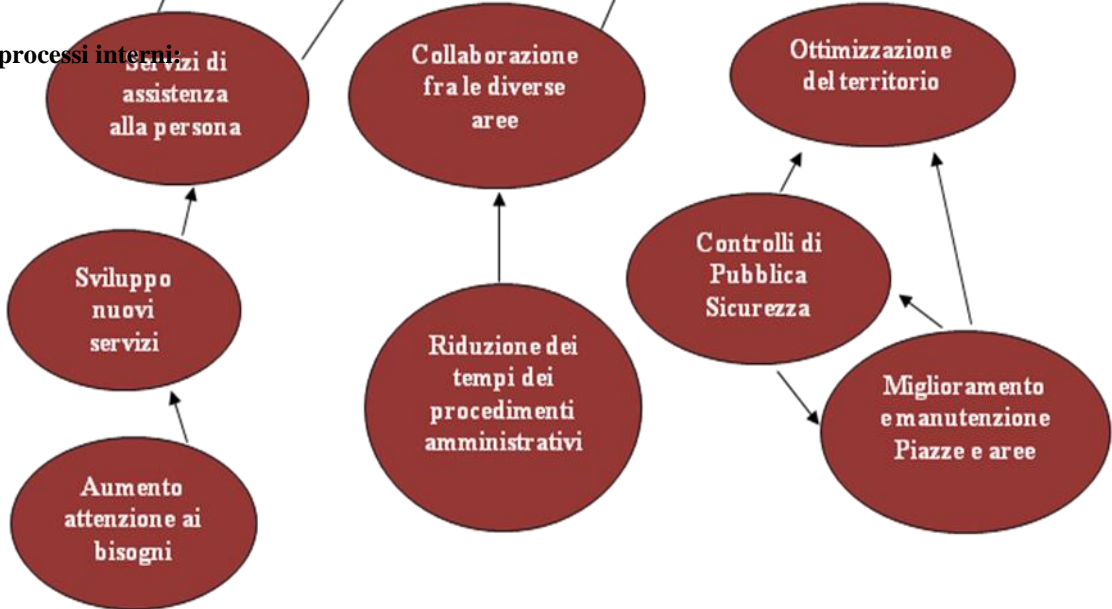 processi interni:
Servizi di
assistenza
alla persona
Collaborazione
fra le diverse
aree
Ottimizzazione
del territorio
Sviluppo
nuovi
servizi
Controlli di
Pubblica
Sicurezza
Riduzione dei
tempi dei
procedimenti
amministrativi
Miglioramento
e manutenzione
Piazze e aree
Aumento
attenzione ai
bisogni